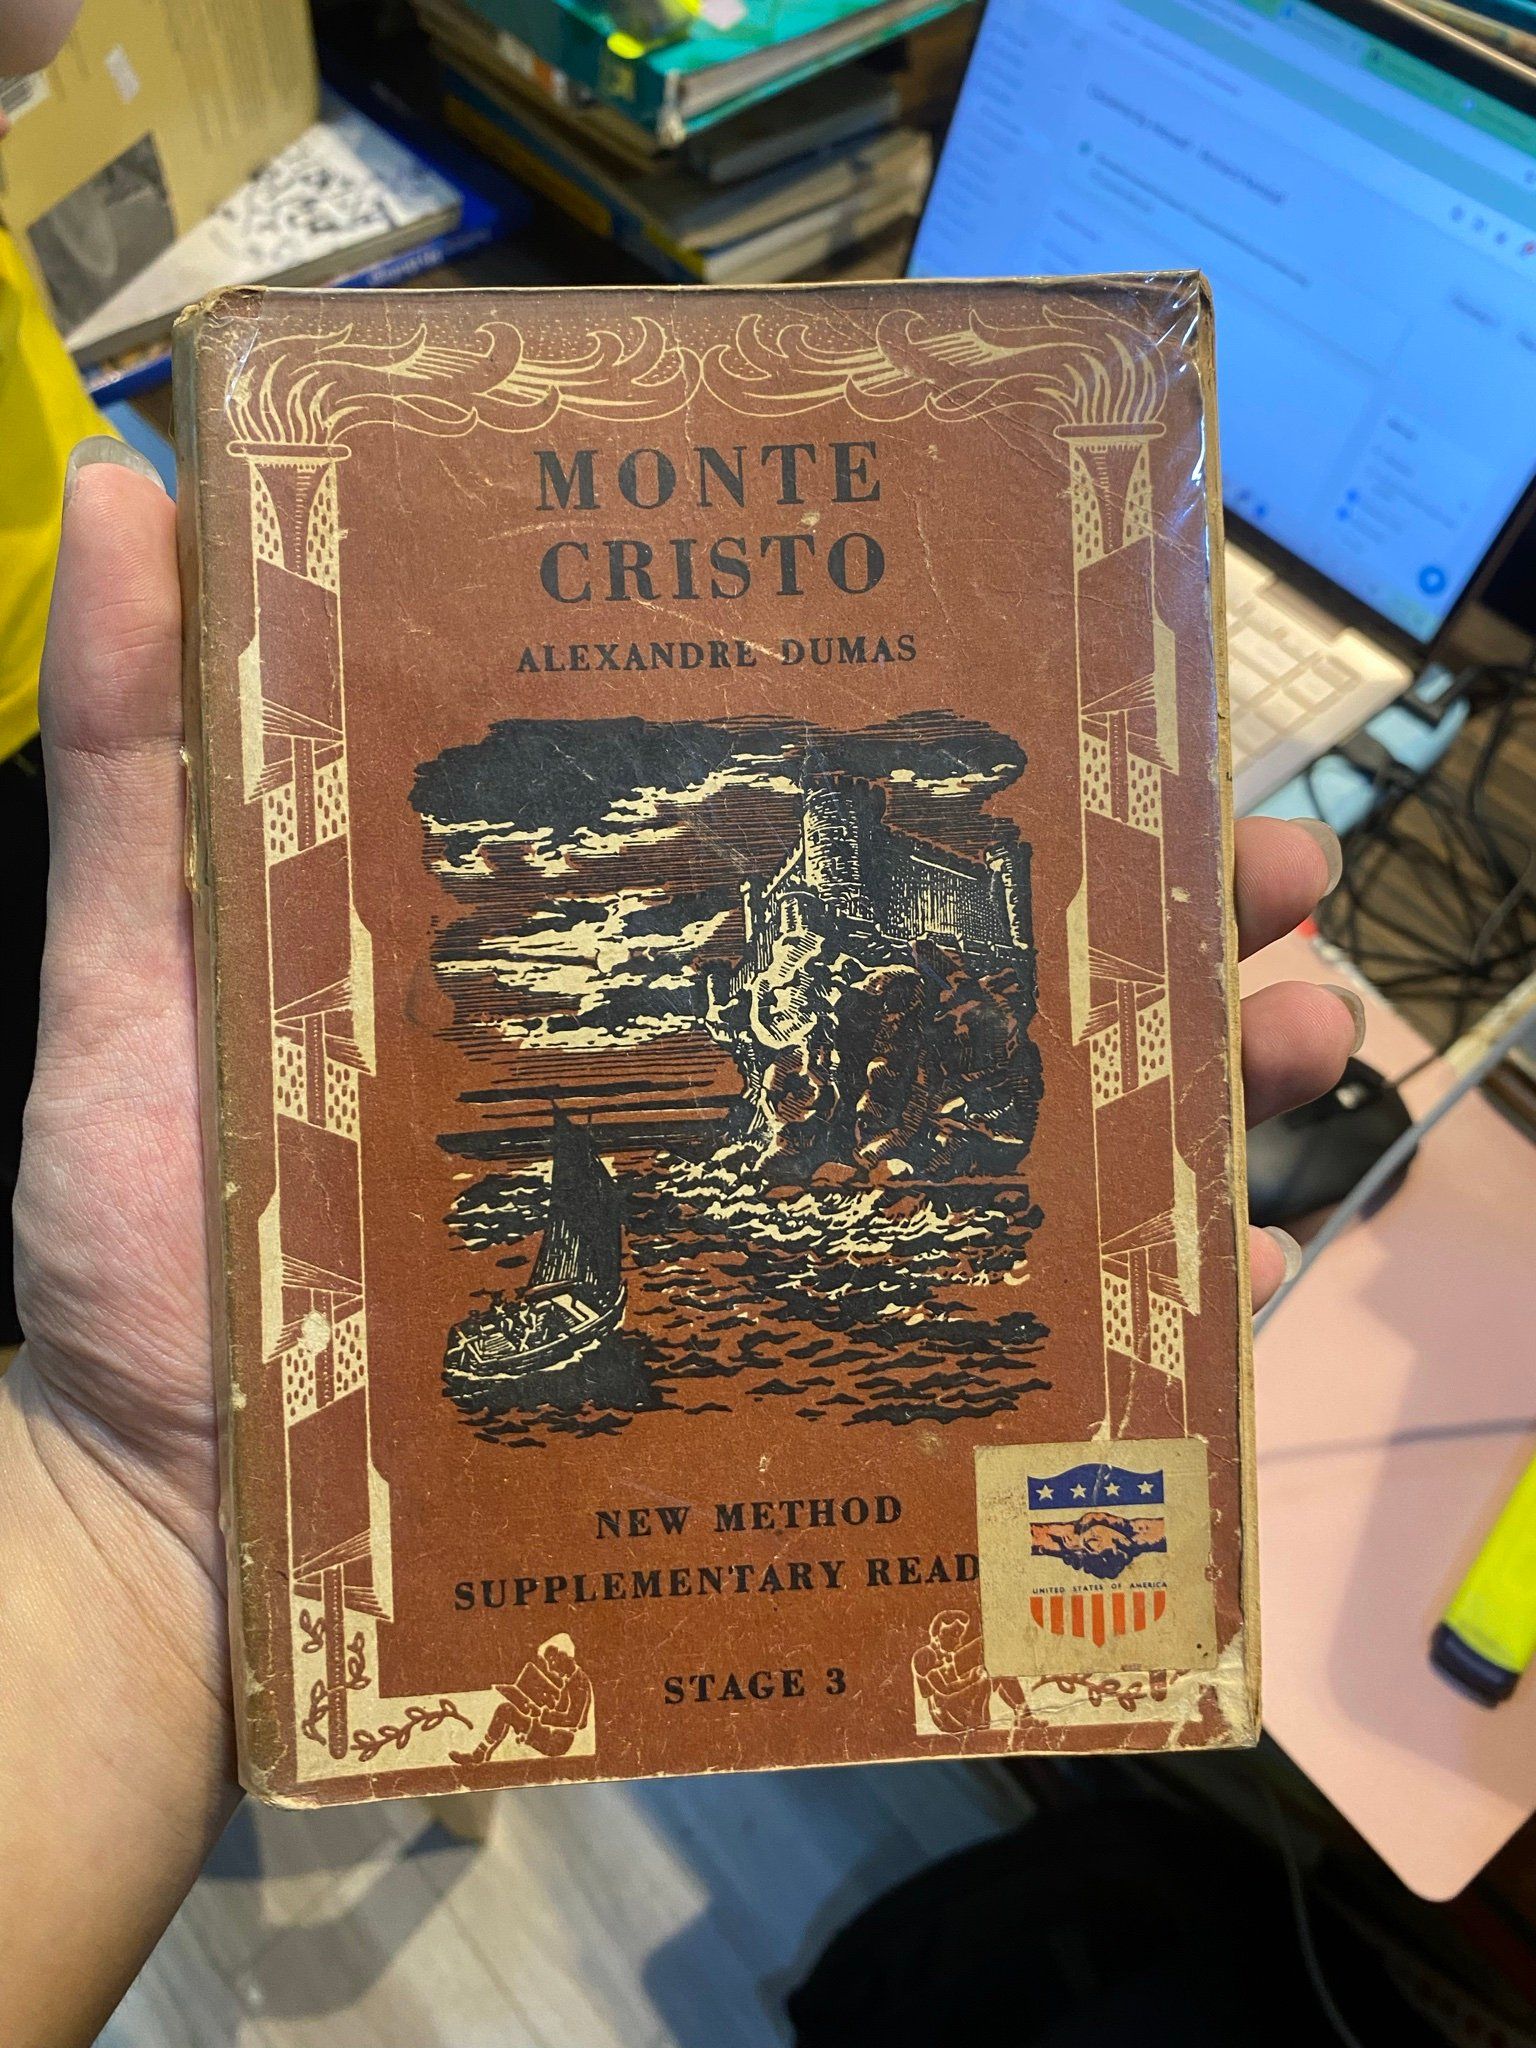 MONTE
CRISTO
ALEXANDRE DUMAS
NEW METHOD
SUPPLEMENTARY READ
UNITED STATES OF AMERICA
STAGE 3